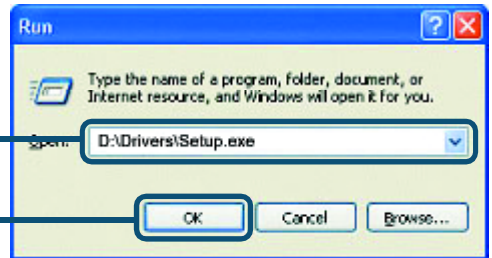 Run
Type the name of a program, folder, document, or
Internet resource, and Windows will open it for you.
Open: D:\Drivers\Setup.exe
OK Cancel Browse...